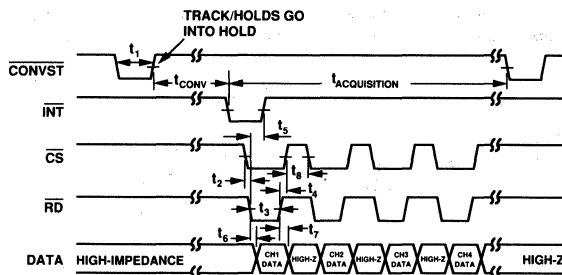 TRACK/HOLDS GO
INTO HOLD
t1
CONVST
tCONV
tACQUISITION
INT
t5
CS
t8
t2
t4
RD
t3
t6
t7
DATA
HIGH-IMPEDANCE
CH1 DATA
HIGH-Z
CH2 DATA
HIGH-Z
CH3 DATA
HIGH-Z
CH4 DATA
HIGH-Z